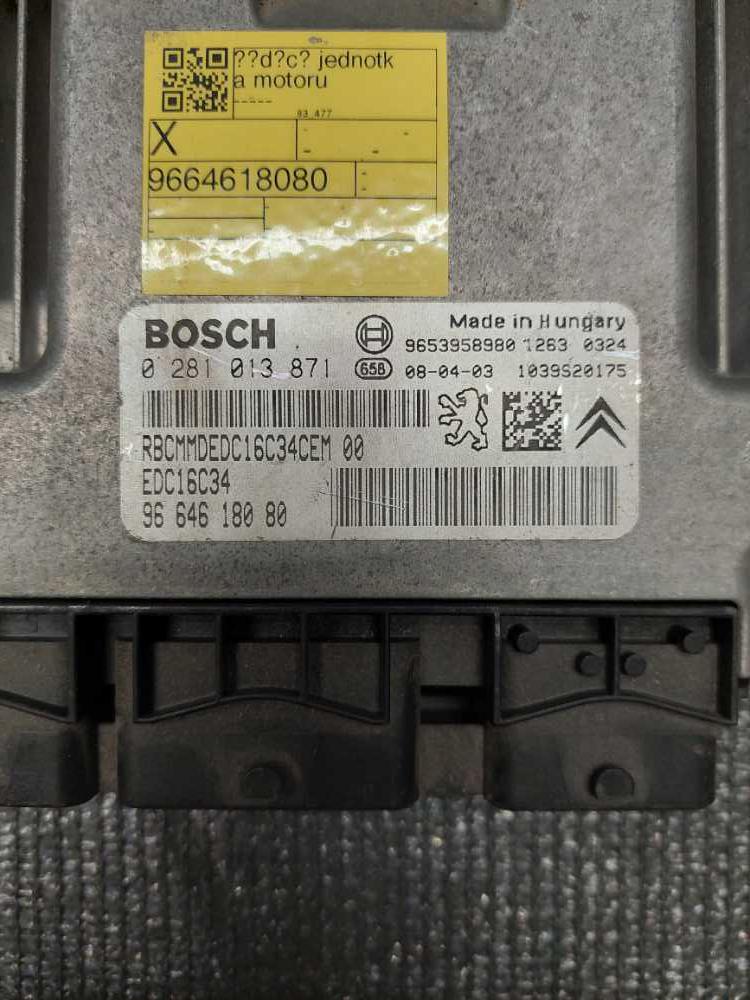 ??d?c? jednotk
a motoru
-----
93_477
X
9664618080
BOSCH
Made in Hungary
9653958980 1263 0324
0 281 013 871 658 08-04-03 1039S20175
RBCMMDEDC16C34CEM 00
EDC16C34
96 646 180 80